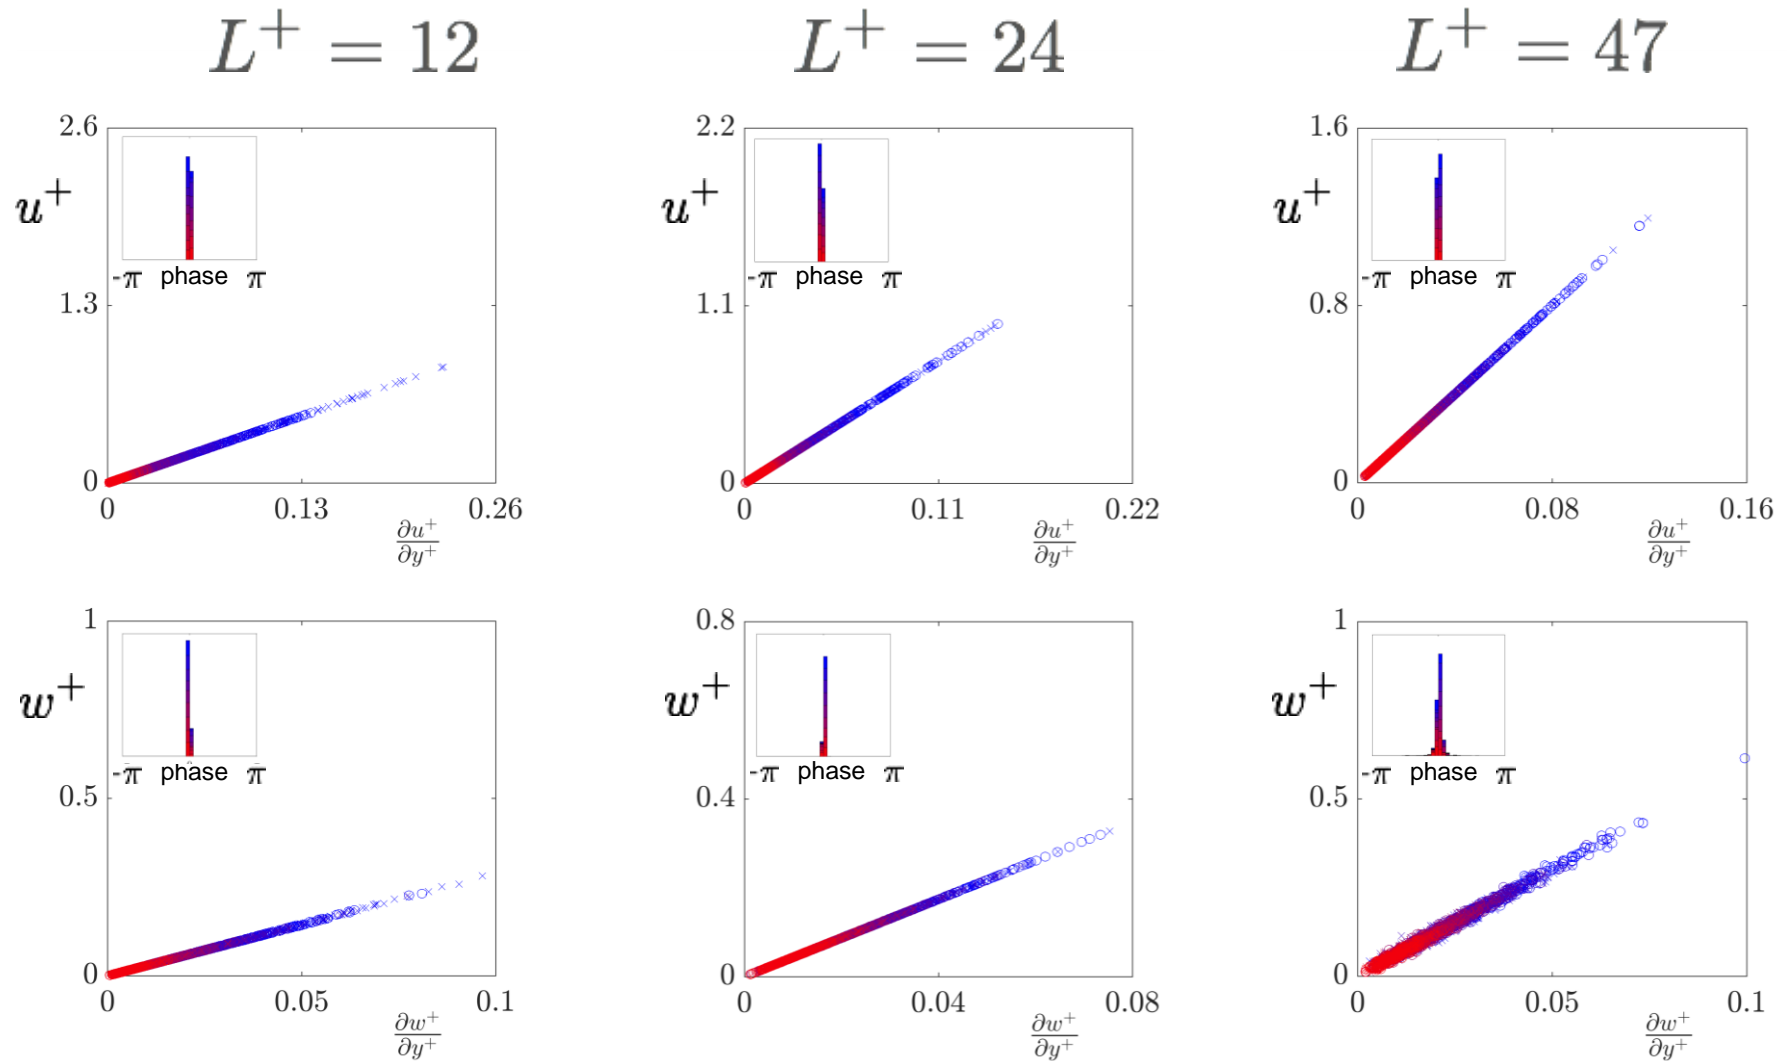 L⁺ = 12
L⁺ = 24
L⁺ = 47
2.6
u⁺
1.3
0
-π phase π
0 0.13 0.26
∂u⁺/∂y⁺
2.2
u⁺
1.1
0
-π phase π
0 0.11 0.22
∂u⁺/∂y⁺
1.6
u⁺
0.8
0
-π phase π
0 0.08 0.16
∂u⁺/∂y⁺
1
w⁺
0.5
0
-π phase π
0 0.05 0.1
∂w⁺/∂y⁺
0.8
w⁺
0.4
0
-π phase π
0 0.04 0.08
∂w⁺/∂y⁺
1
w⁺
0.5
0
-π phase π
0 0.05 0.1
∂w⁺/∂y⁺